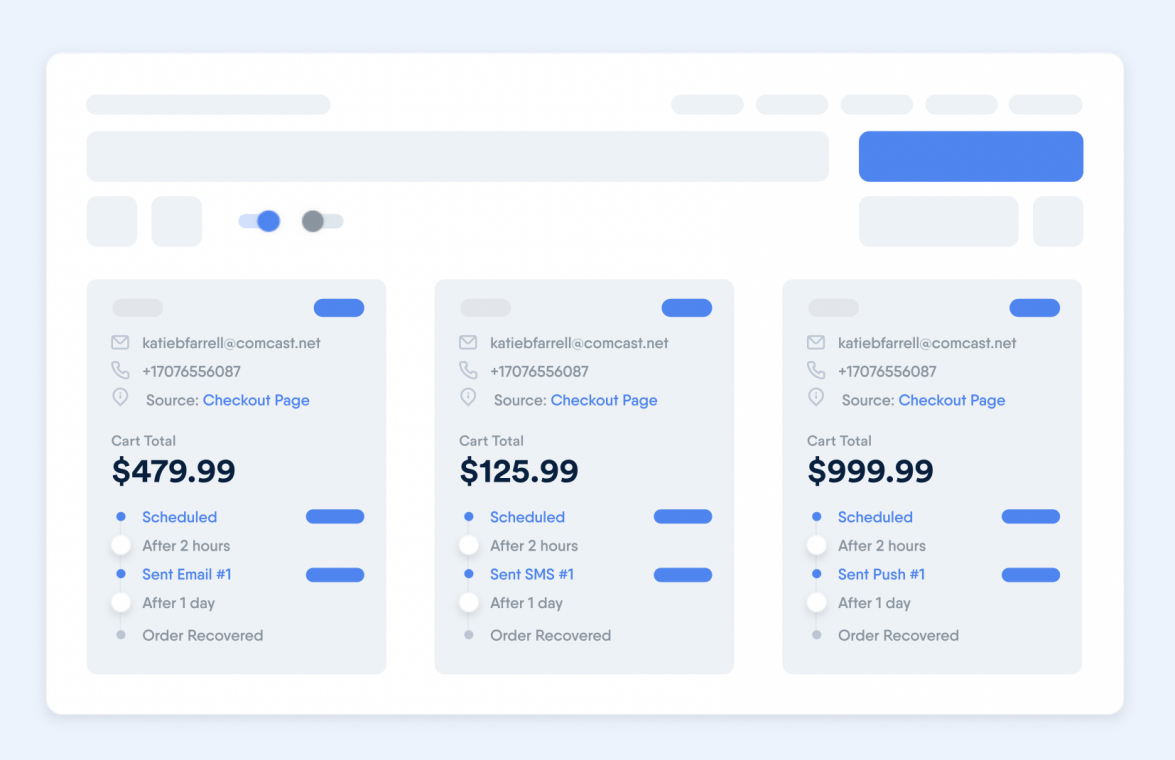 katiebfarrell@comcast.net
+17076556087
Source: Checkout Page
Cart Total
$479.99
Scheduled
After 2 hours
Sent Email #1
After 1 day
Order Recovered
katiebfarrell@comcast.net
+17076556087
Source: Checkout Page
Cart Total
$125.99
Scheduled
After 2 hours
Sent SMS #1
After 1 day
Order Recovered
katiebfarrell@comcast.net
+17076556087
Source: Checkout Page
Cart Total
$999.99
Scheduled
After 2 hours
Sent Push #1
After 1 day
Order Recovered